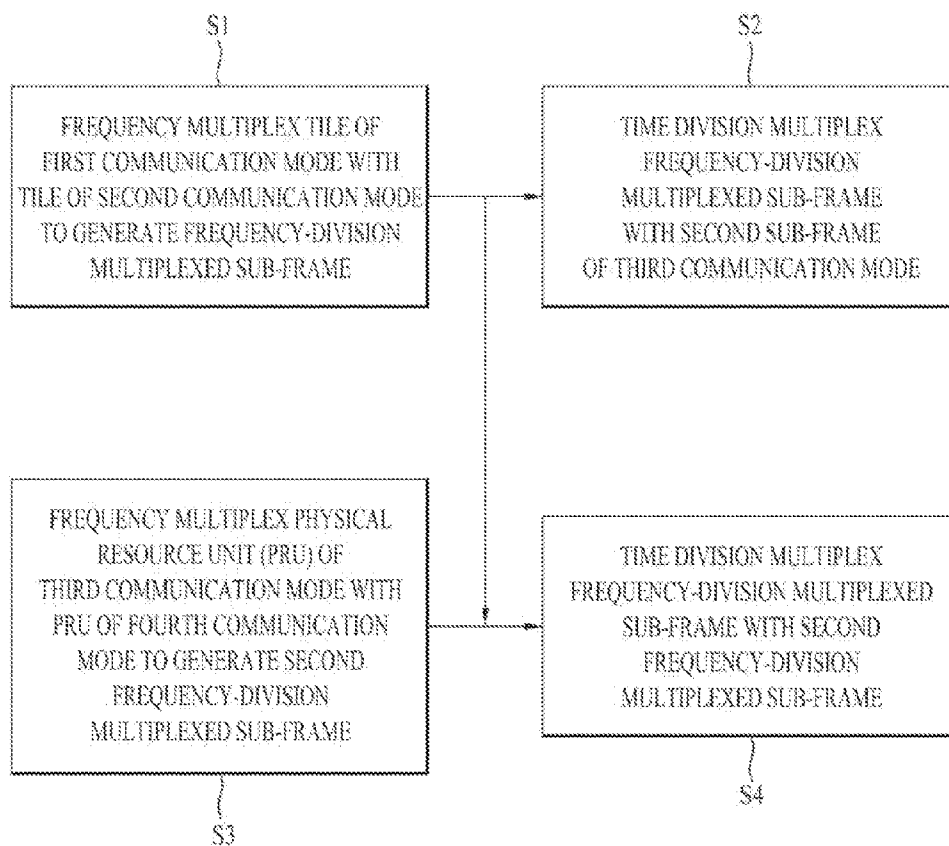 S1
S2
FREQUENCY MULTIPLEX TILE OF
FIRST COMMUNICATION MODE WITH
TILE OF SECOND COMMUNICATION MODE
TO GENERATE FREQUENCY-DIVISION
MULTIPLEXED SUB-FRAME
TIME DIVISION MULTIPLEX
FREQUENCY-DIVISION
MULTIPLEXED SUB-FRAME
WITH SECOND SUB-FRAME
OF THIRD COMMUNICATION MODE
FREQUENCY MULTIPLEX PHYSICAL
RESOURCE UNIT (PRU) OF
THIRD COMMUNICATION MODE WITH
PRU OF FOURTH COMMUNICATION
MODE TO GENERATE SECOND
FREQUENCY-DIVISION
MULTIPLEXED SUB-FRAME
TIME DIVISION MULTIPLEX
FREQUENCY-DIVISION MULTIPLEXED
SUB-FRAME WITH SECOND
FREQUENCY-DIVISION
MULTIPLEXED SUB-FRAME
S3
S4